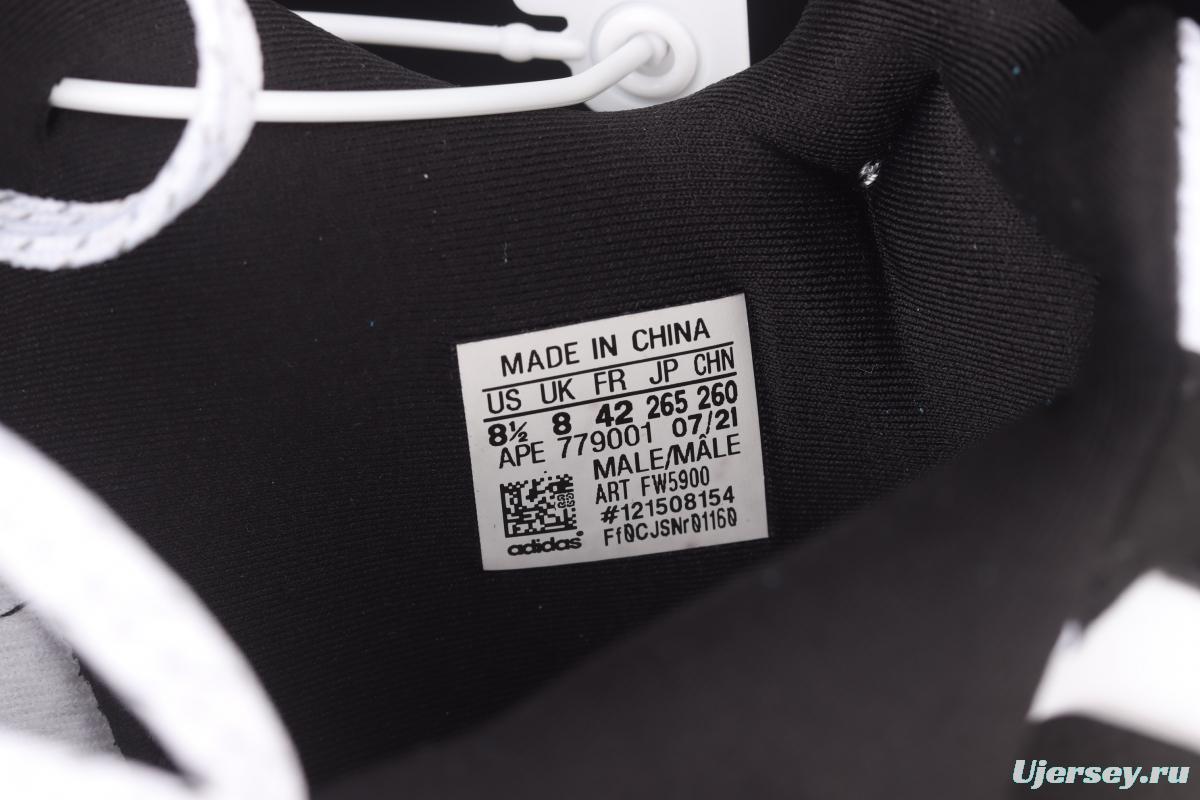 MADE IN CHINA
US UK FR JP CHN
8½ 8 42 265 260
APE 779001 07/21
MALE/MÂLE
ART FW5900
#121508154
Ff0CJSNr01160
adidas®
Ujersey.ru